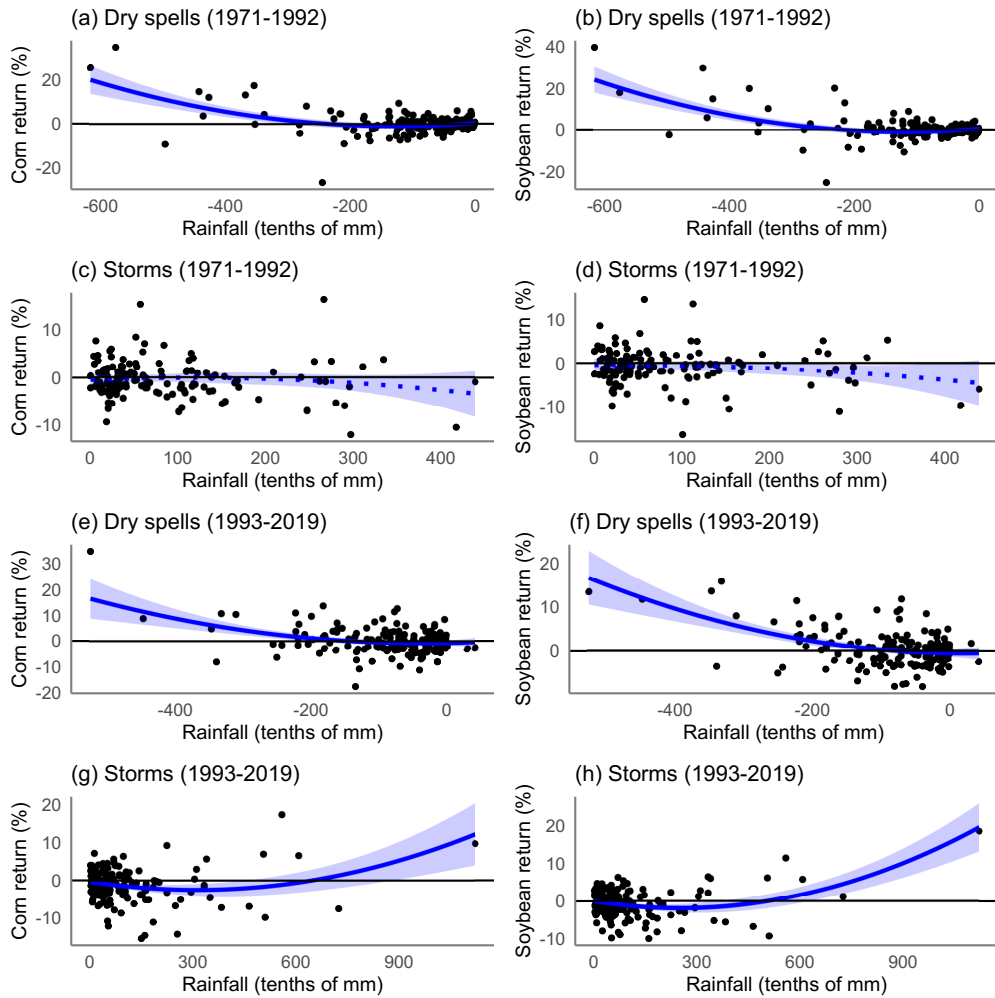 (a) Dry spells (1971-1992)
Corn return (%)
20
0
-20
-600
-400
-200
0
Rainfall (tenths of mm)
(b) Dry spells (1971-1992)
Soybean return (%)
40
20
0
-20
-600
-400
-200
0
Rainfall (tenths of mm)
(c) Storms (1971-1992)
Corn return (%)
10
0
-10
0
100
200
300
400
Rainfall (tenths of mm)
(d) Storms (1971-1992)
Soybean return (%)
10
0
-10
0
100
200
300
400
Rainfall (tenths of mm)
(e) Dry spells (1993-2019)
Corn return (%)
30
20
10
0
-10
-20
-400
-200
0
Rainfall (tenths of mm)
(f) Dry spells (1993-2019)
Soybean return (%)
20
10
0
-400
-200
0
Rainfall (tenths of mm)
(g) Storms (1993-2019)
Corn return (%)
20
10
0
-10
0
300
600
900
Rainfall (tenths of mm)
(h) Storms (1993-2019)
Soybean return (%)
20
10
0
-10
0
300
600
900
Rainfall (tenths of mm)